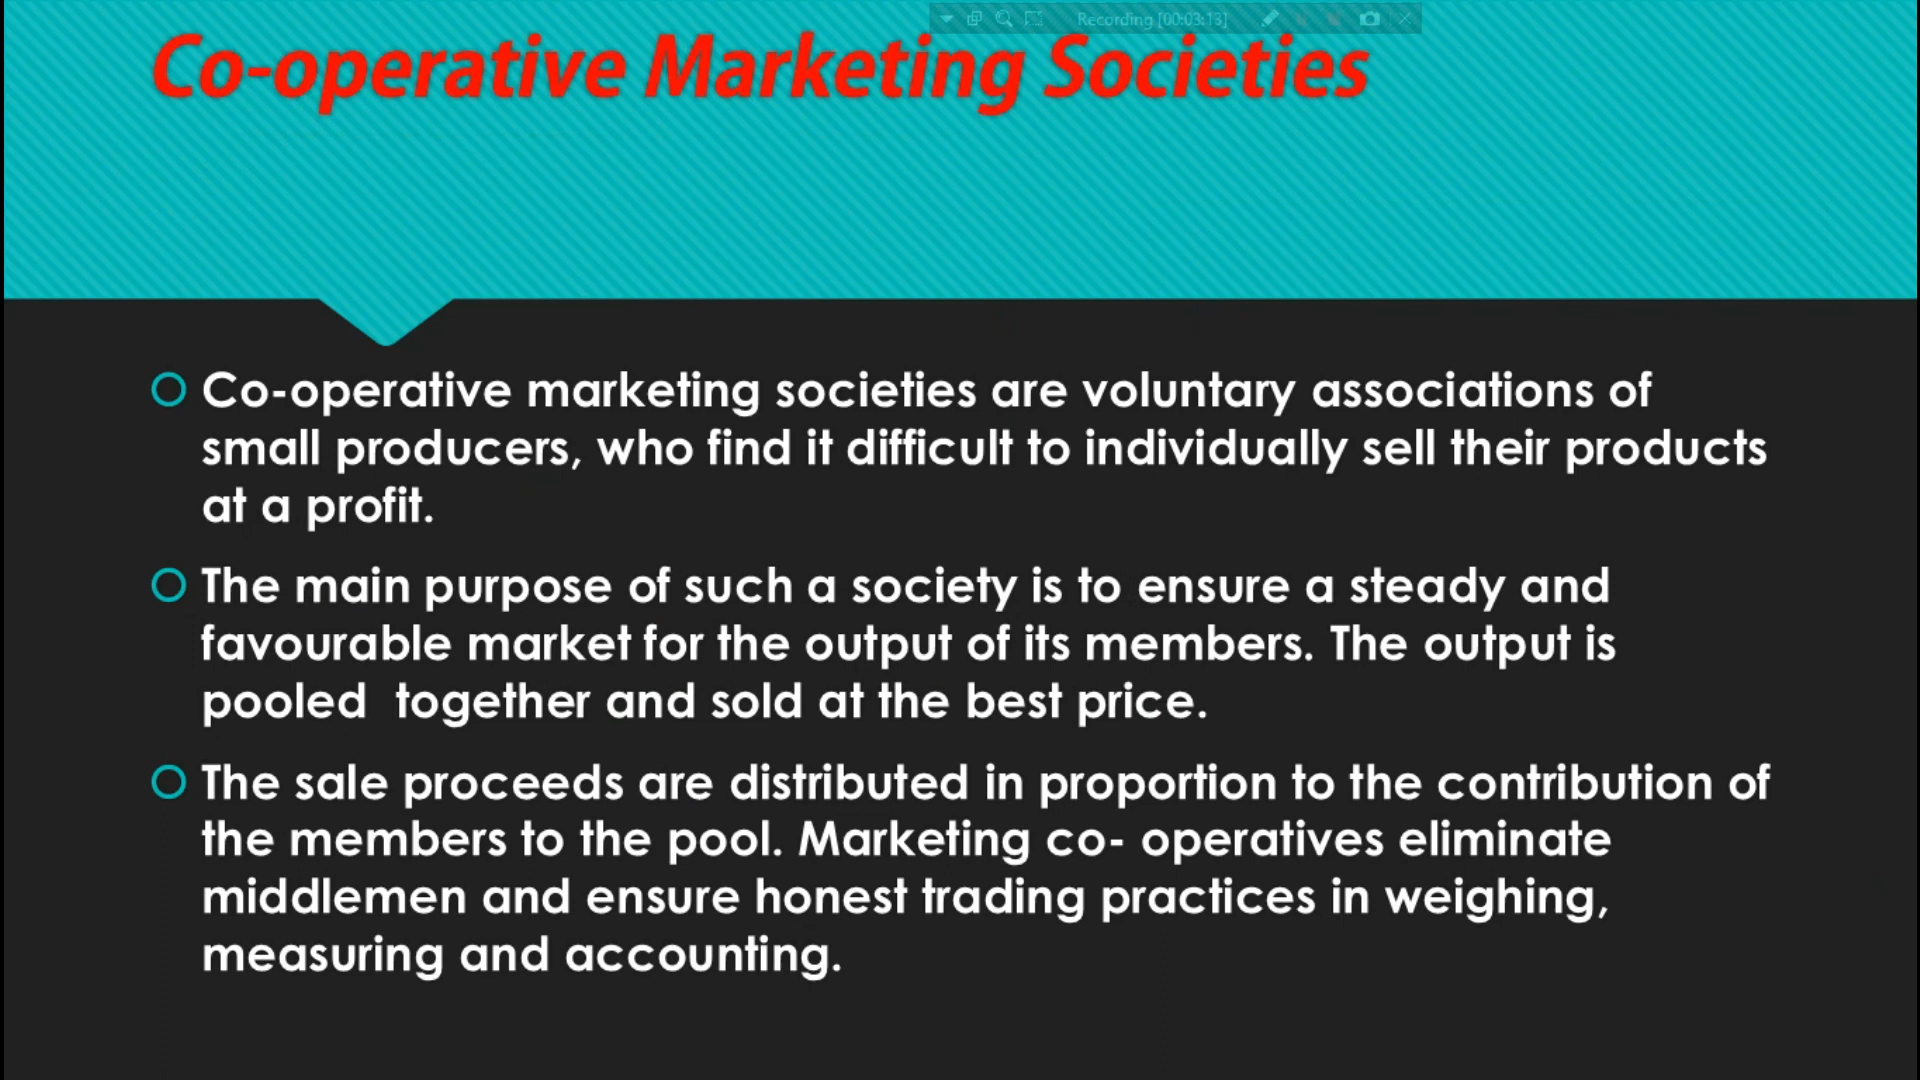 Recording [00:03:13]
Co-operative Marketing Societies
Co-operative marketing societies are voluntary associations of
small producers, who find it difficult to individually sell their products
at a profit.
The main purpose of such a society is to ensure a steady and
favourable market for the output of its members. The output is
pooled  together and sold at the best price.
The sale proceeds are distributed in proportion to the contribution of
the members to the pool. Marketing co- operatives eliminate
middlemen and ensure honest trading practices in weighing,
measuring and accounting.